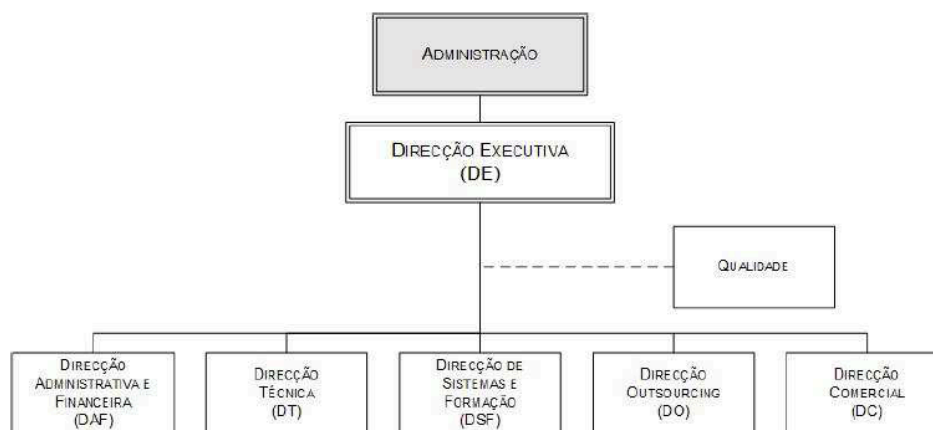 ADMINISTRAÇÃO
DIRECÇÃO EXECUTIVA
(DE)
QUALIDADE
DIRECÇÃO
ADMINISTRATIVA E
FINANCEIRA
(DAF)
DIRECÇÃO
TÉCNICA
(DT)
DIRECÇÃO DE
SISTEMAS E
FORMAÇÃO
(DSF)
DIRECÇÃO
OUTSOURCING
(DO)
DIRECÇÃO
COMERCIAL
(DC)